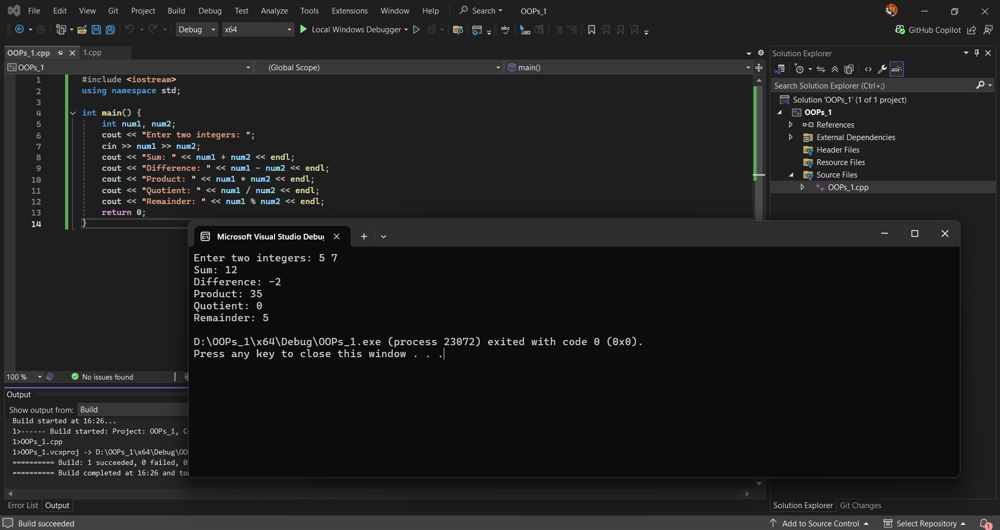 File Edit View Git Project Build Debug Test Analyze Tools Extensions Window Help Search OOPs_1
Debug x64 Local Windows Debugger GitHub Copilot
OOPs_1.cpp 1.cpp
OOPs_1 (Global Scope) main()
1 #include <iostream>
2 using namespace std;
3
4 int main() {
5 int num1, num2;
6 cout << "Enter two integers: ";
7 cin >> num1 >> num2;
8 cout << "Sum: " << num1 + num2 << endl;
9 cout << "Difference: " << num1 - num2 << endl;
10 cout << "Product: " << num1 * num2 << endl;
11 cout << "Quotient: " << num1 / num2 << endl;
12 cout << "Remainder: " << num1 % num2 << endl;
13 return 0;
14 }
Solution Explorer
Search Solution Explorer (Ctrl+;)
Solution 'OOPs_1' (1 of 1 project)
OOPs_1
References
External Dependencies
Header Files
Resource Files
Source Files
OOPs_1.cpp
Microsoft Visual Studio Debug
Enter two integers: 5 7
Sum: 12
Difference: -2
Product: 35
Quotient: 0
Remainder: 5
D:\OOPs_1\x64\Debug\OOPs_1.exe (process 23072) exited with code 0 (0x0).
Press any key to close this window . . .
100 % No issues found
Output
Show output from: Build
Build started at 16:26...
1>------ Build started: Project: OOPs_1,
1>OOPs_1.cpp
1>OOPs_1.vcxproj -> D:\OOPs_1\x64\Debug\OO
========== Build: 1 succeeded, 0 failed, 0
========== Build completed at 16:26 and
Error List Output
Solution Explorer Git Changes
Build succeeded Add to Source Control Select Repository 1